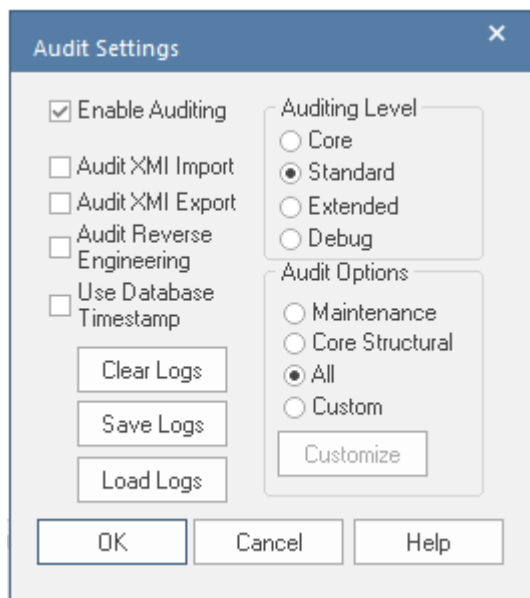 Audit Settings
Enable Auditing
Audit XMI Import
Audit XMI Export
Audit Reverse
Engineering
Use Database
Timestamp
Clear Logs
Save Logs
Load Logs
Auditing Level
Core
Standard
Extended
Debug
Audit Options
Maintenance
Core Structural
All
Custom
Customize
OK
Cancel
Help